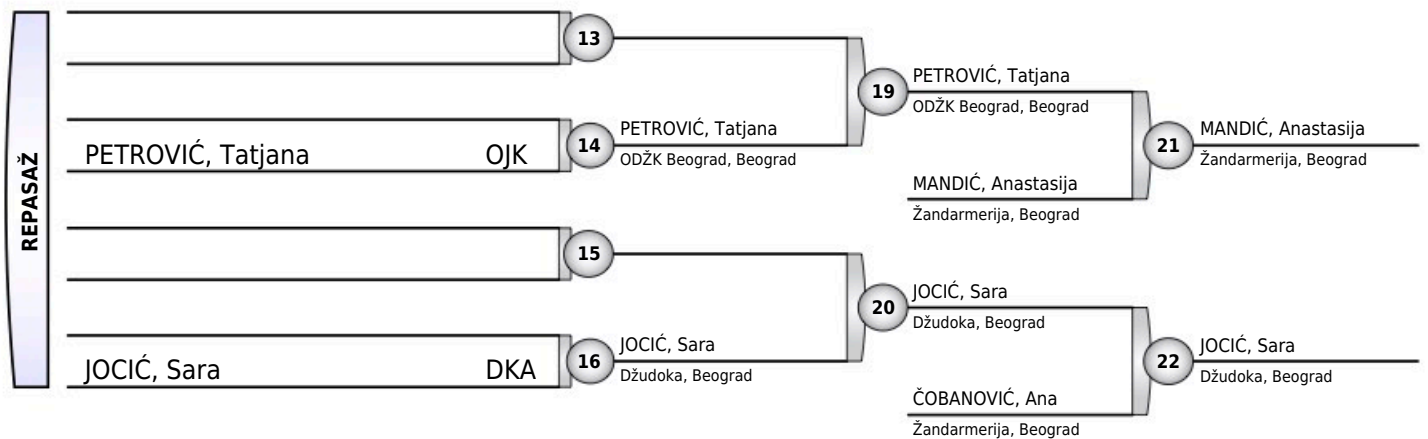 REPASAŽ
13
PETROVIĆ, Tatjana OJK
14
PETROVIĆ, Tatjana
ODŽK Beograd, Beograd
15
JOCIĆ, Sara DKA
16
JOCIĆ, Sara
Džudoka, Beograd
19
PETROVIĆ, Tatjana
ODŽK Beograd, Beograd
MANDIĆ, Anastasija
Žandarmerija, Beograd
20
JOCIĆ, Sara
Džudoka, Beograd
ČOBANOVIĆ, Ana
Žandarmerija, Beograd
21
MANDIĆ, Anastasija
Žandarmerija, Beograd
22
JOCIĆ, Sara
Džudoka, Beograd